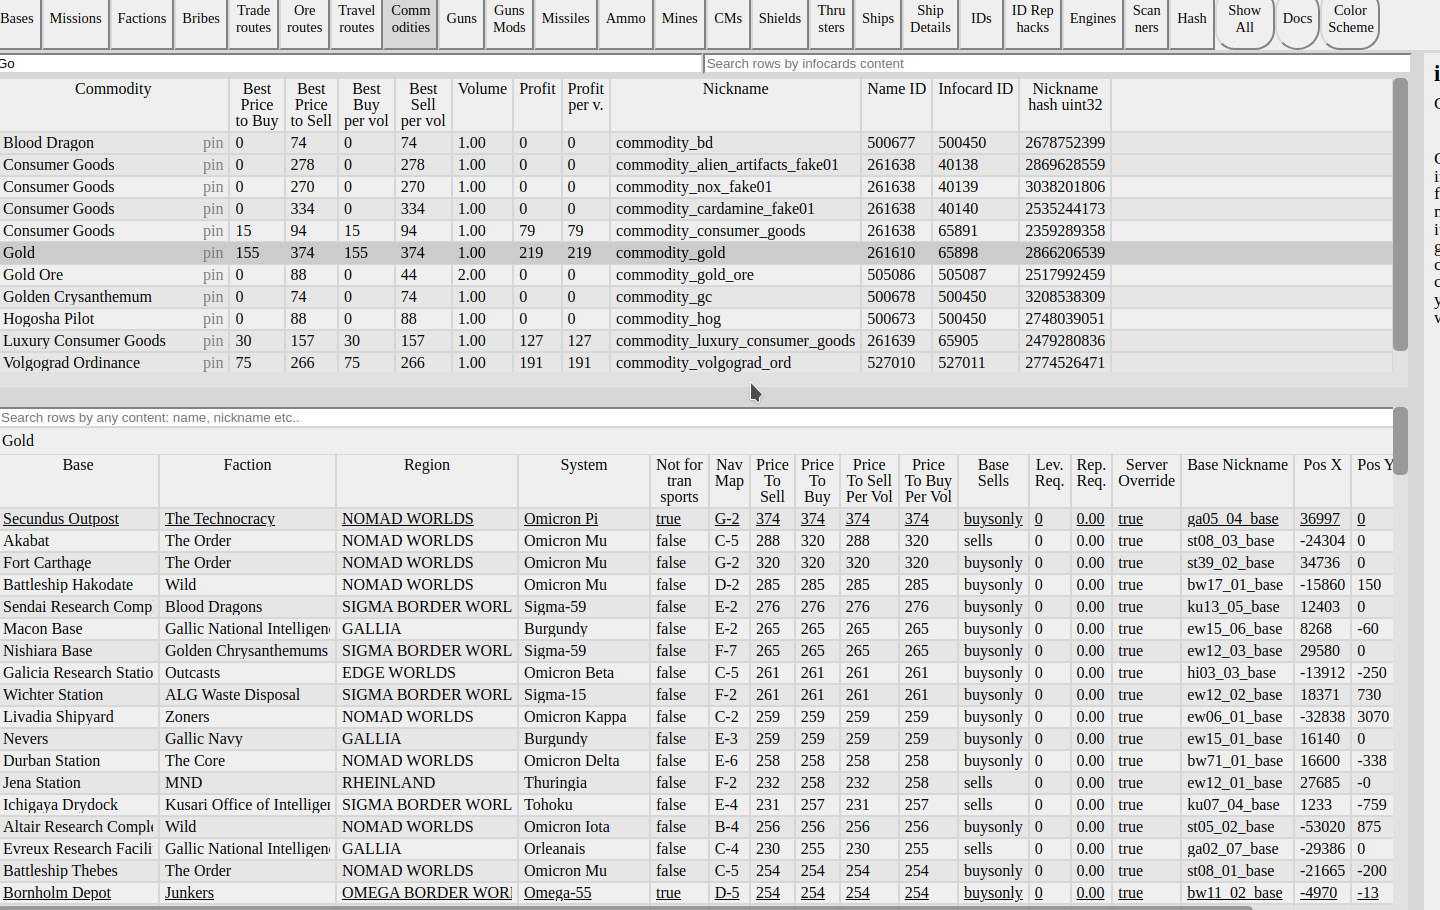 Bases Missions Factions Bribes Trade routes Ore routes Travel routes Comm odities Guns Guns Mods Missiles Ammo Mines CMs Shields Thru sters Ships Ship Details IDs ID Rep hacks Engines Scan ners Hash Show All Docs Color Scheme
Go Search rows by infocards content
Commodity Best Price to Buy Best Price to Sell Best Buy per vol Best Sell per vol Volume Profit Profit per v. Nickname Name ID Infocard ID Nickname hash uint32
Blood Dragon pin 0 74 0 74 1.00 0 0 commodity_bd 500677 500450 2678752399
Consumer Goods pin 0 278 0 278 1.00 0 0 commodity_alien_artifacts_fake01 261638 40138 2869628559
Consumer Goods pin 0 270 0 270 1.00 0 0 commodity_nox_fake01 261638 40139 3038201806
Consumer Goods pin 0 334 0 334 1.00 0 0 commodity_cardamine_fake01 261638 40140 2535244173
Consumer Goods pin 15 94 15 94 1.00 79 79 commodity_consumer_goods 261638 65891 2359289358
Gold pin 155 374 155 374 1.00 219 219 commodity_gold 261610 65898 2866206539
Gold Ore pin 0 88 0 44 2.00 0 0 commodity_gold_ore 505086 505087 2517992459
Golden Crysanthemum pin 0 74 0 74 1.00 0 0 commodity_gc 500678 500450 3208538309
Hogosha Pilot pin 0 88 0 88 1.00 0 0 commodity_hog 500673 500450 2748039051
Luxury Consumer Goods pin 30 157 30 157 1.00 127 127 commodity_luxury_consumer_goods 261639 65905 2479280836
Volgograd Ordinance pin 75 266 75 266 1.00 191 191 commodity_volgograd_ord 527010 527011 2774526471
Search rows by any content: name, nickname etc..
Gold
Base Faction Region System Not for tran sports Nav Map Price To Sell Price To Buy Price To Sell Per Vol Price To Buy Per Vol Base Sells Lev. Req. Rep. Req. Server Override Base Nickname Pos X Pos Y
Secundus Outpost The Technocracy NOMAD WORLDS Omicron Pi true G-2 374 374 374 374 buysonly 0 0.00 true ga05_04_base 36997 0
Akabat The Order NOMAD WORLDS Omicron Mu false C-5 288 320 288 320 sells 0 0.00 true st08_03_base -24304 0
Fort Carthage The Order NOMAD WORLDS Omicron Mu false G-2 320 320 320 320 buysonly 0 0.00 true st39_02_base 34736 0
Battleship Hakodate Wild NOMAD WORLDS Omicron Mu false D-2 285 285 285 285 buysonly 0 0.00 true bw17_01_base -15860 150
Sendai Research Comp Blood Dragons SIGMA BORDER WORL Sigma-59 false E-2 276 276 276 276 buysonly 0 0.00 true ku13_05_base 12403 0
Macon Base Gallic National Intelligen GALLIA Burgundy false E-2 265 265 265 265 buysonly 0 0.00 true ew15_06_base 8268 -60
Nishiara Base Golden Chrysanthemums SIGMA BORDER WORL Sigma-59 false F-7 265 265 265 265 buysonly 0 0.00 true ew12_03_base 29580 0
Galicia Research Statio Outcasts EDGE WORLDS Omicron Beta false C-5 261 261 261 261 buysonly 0 0.00 true hi03_03_base -13912 -250
Wichter Station ALG Waste Disposal SIGMA BORDER WORL Sigma-15 false F-2 261 261 261 261 buysonly 0 0.00 true ew12_02_base 18371 730
Livadia Shipyard Zoners NOMAD WORLDS Omicron Kappa false C-2 259 259 259 259 buysonly 0 0.00 true ew06_01_base -32838 3070
Nevers Gallic Navy GALLIA Burgundy false E-3 259 259 259 259 buysonly 0 0.00 true ew15_01_base 16140 0
Durban Station The Core NOMAD WORLDS Omicron Delta false E-6 258 258 258 258 buysonly 0 0.00 true bw71_01_base 16600 -338
Jena Station MND RHEINLAND Thuringia false F-2 232 258 232 258 sells 0 0.00 true ew12_01_base 27685 -0
Ichigaya Drydock Kusari Office of Intelliger SIGMA BORDER WORL Tohoku false E-4 231 257 231 257 sells 0 0.00 true ku07_04_base 1233 -759
Altair Research Compl Wild NOMAD WORLDS Omicron Iota false B-4 256 256 256 256 buysonly 0 0.00 true st05_02_base -53020 875
Evreux Research Facili Gallic National Intelligen GALLIA Orleanais false C-4 230 255 230 255 sells 0 0.00 true ga02_07_base -29386 0
Battleship Thebes The Order NOMAD WORLDS Omicron Mu false C-5 254 254 254 254 buysonly 0 0.00 true st08_01_base -21665 -200
Bornholm Depot Junkers OMEGA BORDER WOR Omega-55 true D-5 254 254 254 254 buysonly 0 0.00 true bw11_02_base -4970 -13